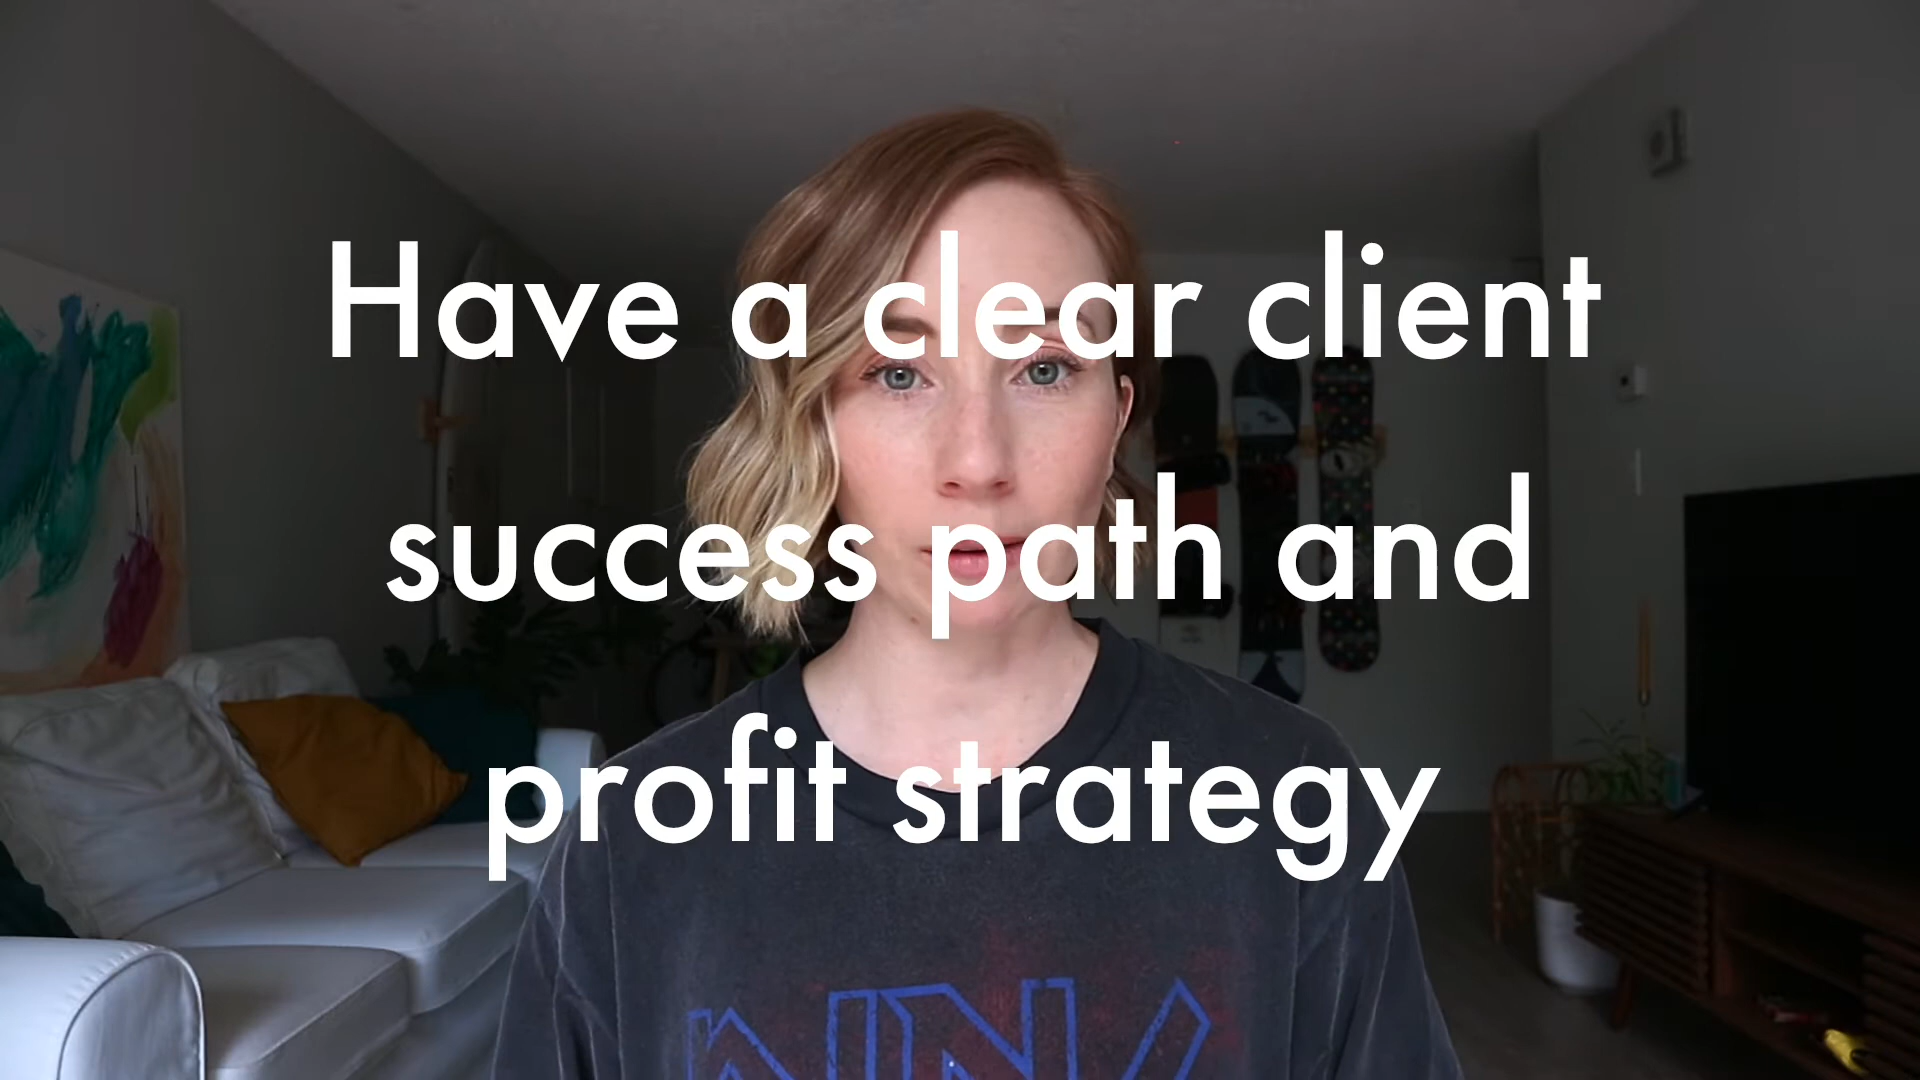 Have a clear client
success path and
profit strategy